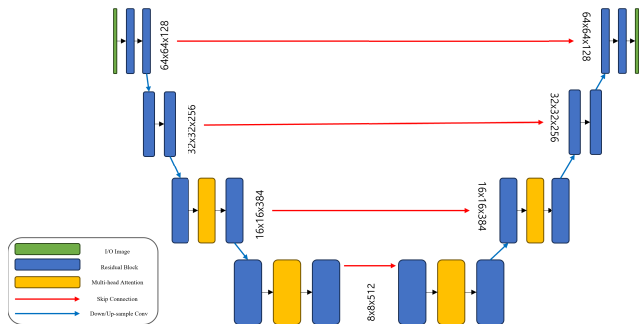 64x64x128
64x64x128
32x32x256
32x32x256
16x16x384
16x16x384
8x8x512
I/O Image
Residual Block
Multi-head Attention
Skip Connection
Down/Up-sample Conv